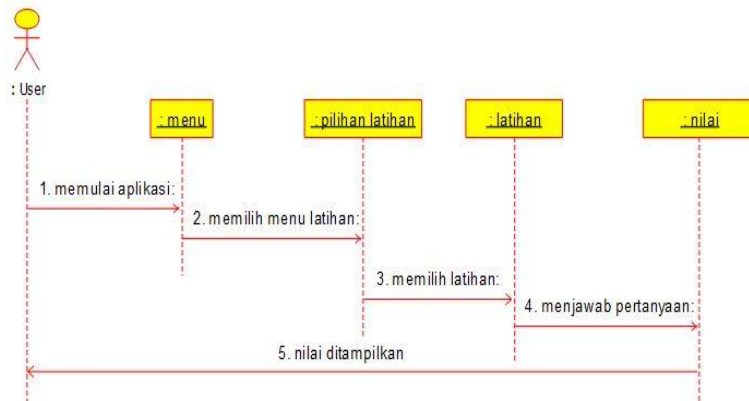 : User
: menu
: pilihan latihan
: latihan
: nilai
1. memulai aplikasi:
2. memilih menu latihan:
3. memilih latihan:
4. menjawab pertanyaan:
5. nilai ditampilkan